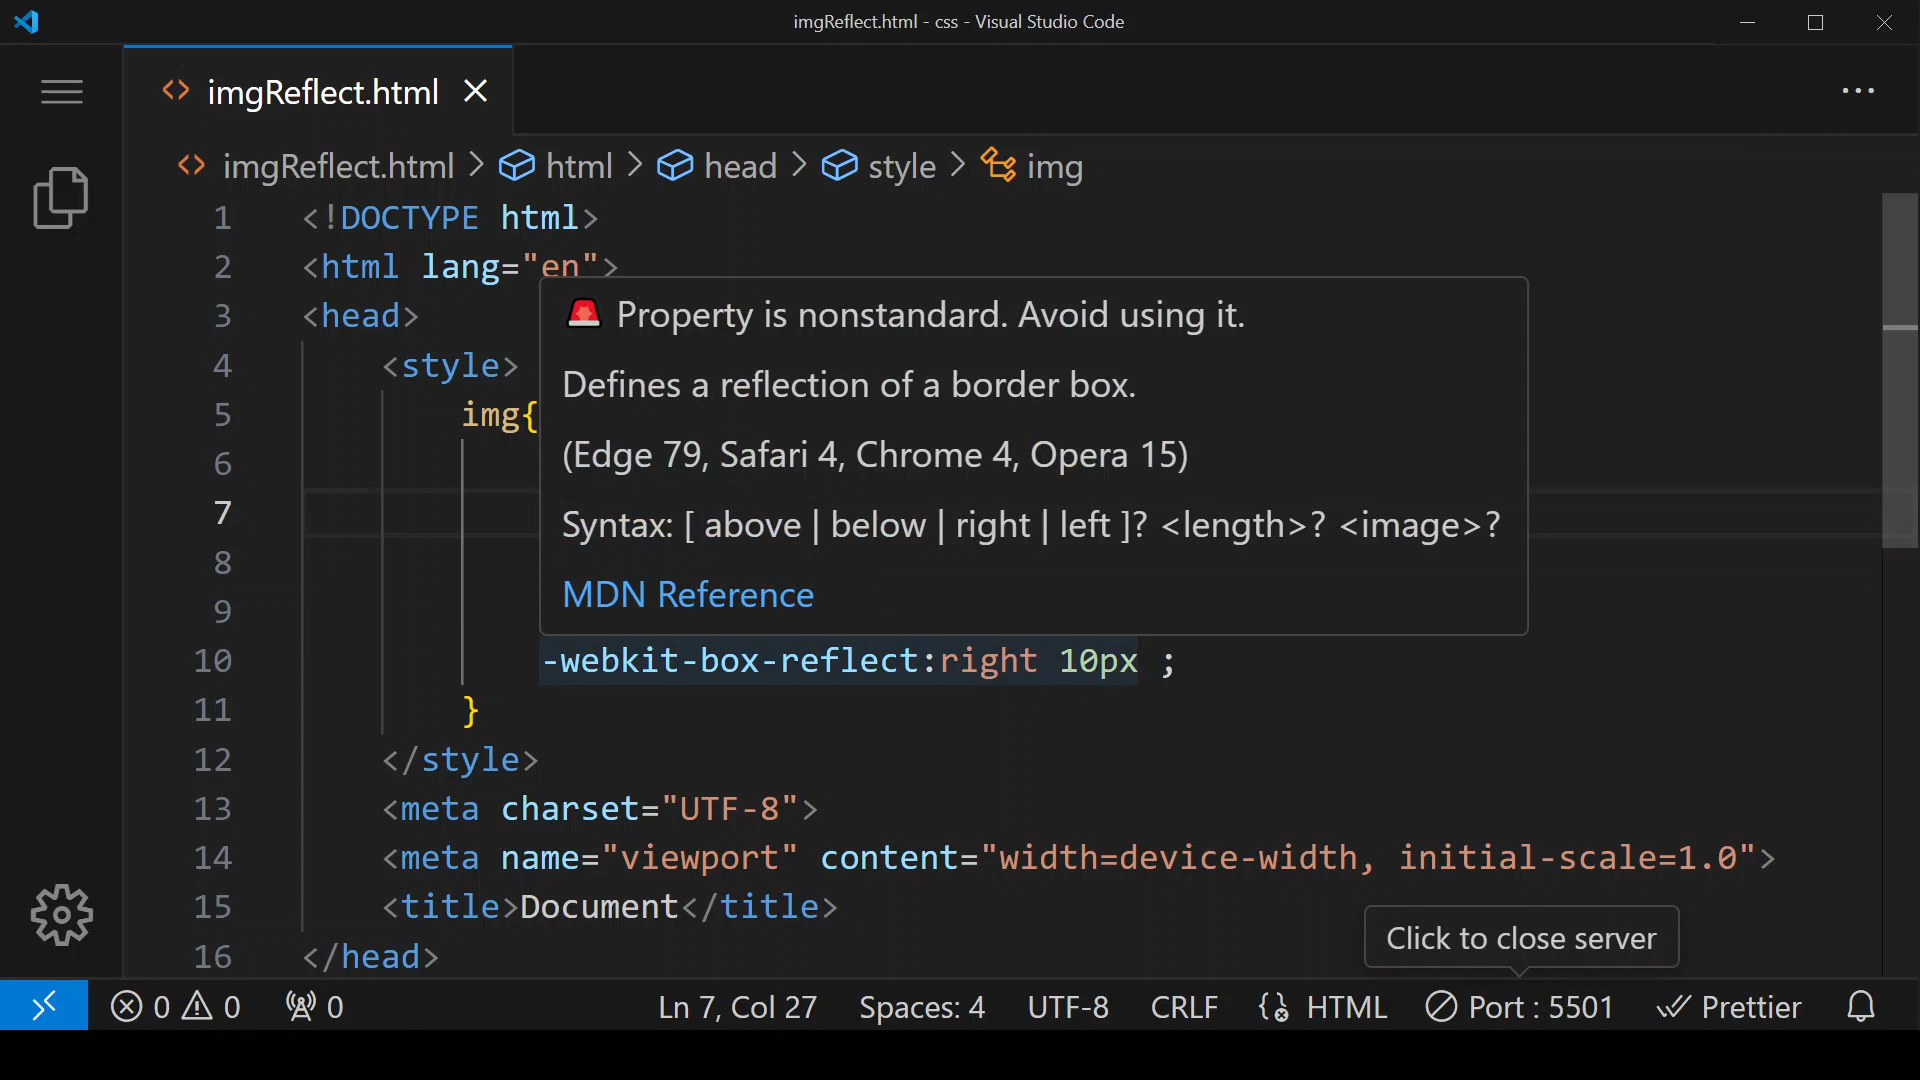 imgReflect.html - css - Visual Studio Code
imgReflect.html
imgReflect.html > html > head > style > img
1 <!DOCTYPE html>
2 <html lang="en">
3 <head>
🚨 Property is nonstandard. Avoid using it.
4 <style>
Defines a reflection of a border box.
5 img{
6
(Edge 79, Safari 4, Chrome 4, Opera 15)
7
Syntax: [ above | below | right | left ]? <length>? <image>?
8
9
MDN Reference
10 -webkit-box-reflect:right 10px ;
11 }
12 </style>
13 <meta charset="UTF-8">
14 <meta name="viewport" content="width=device-width, initial-scale=1.0">
15 <title>Document</title>
Click to close server
16 </head>
0 0 0 Ln 7, Col 27 Spaces: 4 UTF-8 CRLF HTML Port : 5501 Prettier